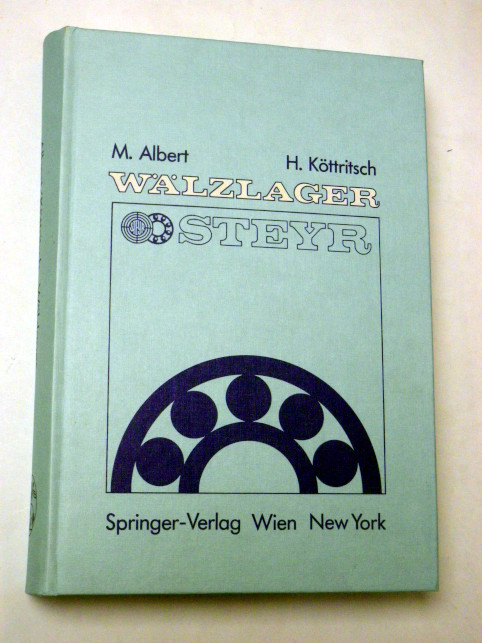 M. Albert H. Köttritsch
WÄLZLAGER
STEYR
Springer-Verlag Wien New York